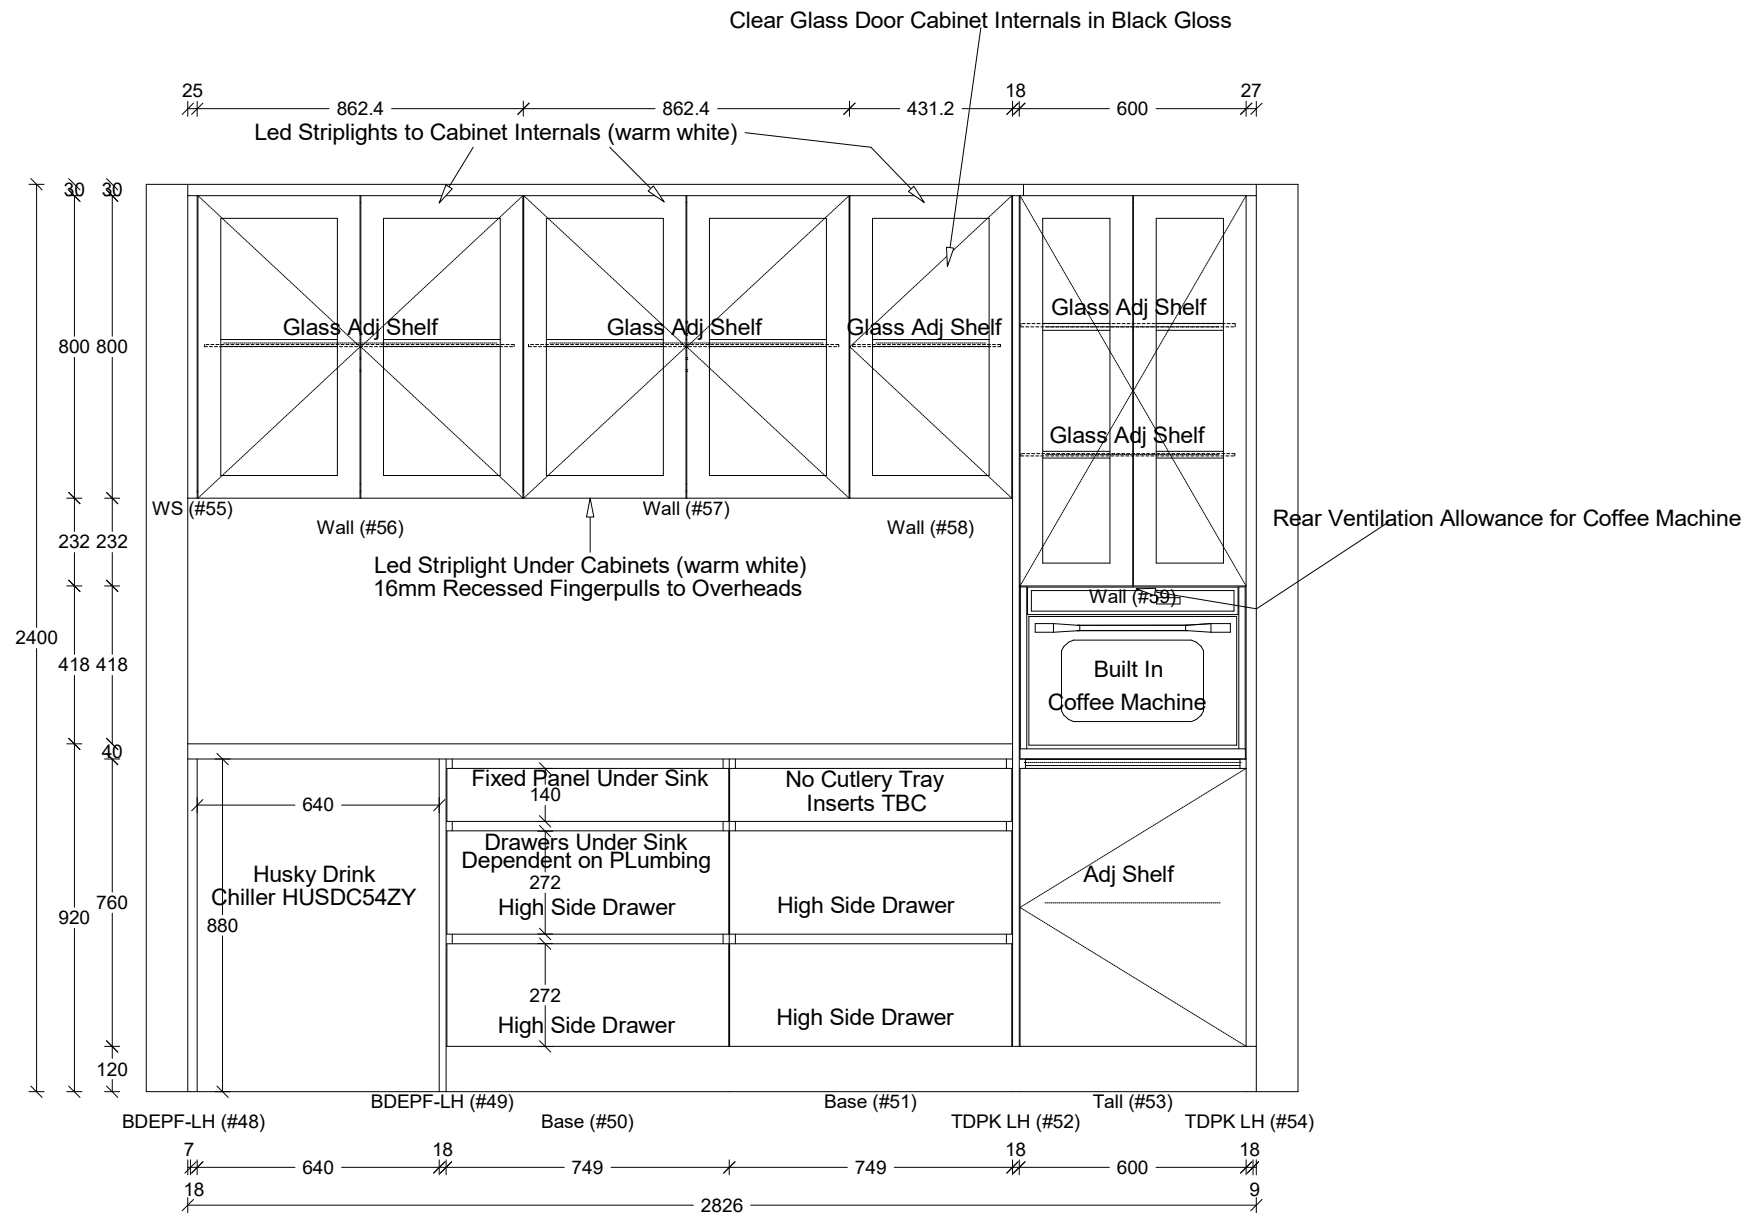 Clear Glass Door Cabinet Internals in Black Gloss
25 862.4 862.4 431.2 18 600 27
Led Striplights to Cabinet Internals (warm white)
30 30
Glass Adj Shelf
Glass Adj Shelf
Glass Adj Shelf
Glass Adj Shelf
800 800
Glass Adj Shelf
WS (#55)
Wall (#56)
Wall (#57)
Wall (#58)
Rear Ventilation Allowance for Coffee Machine
232 232
Led Striplight Under Cabinets (warm white)
16mm Recessed Fingerpulls to Overheads
Wall (#59)
2400
418 418
Built In
Coffee Machine
40
Fixed Panel Under Sink
140
No Cutlery Tray
Inserts TBC
640
Drawers Under Sink
Dependent on PLumbing
272
High Side Drawer
High Side Drawer
Husky Drink
Chiller HUSDC54ZY
Adj Shelf
920 760
880
272
High Side Drawer
High Side Drawer
120
BDEPF-LH (#48)
BDEPF-LH (#49)
Base (#50)
Base (#51)
TDPK LH (#52)
Tall (#53)
TDPK LH (#54)
7 18 18 18
640 749 749 600
18 9
2826